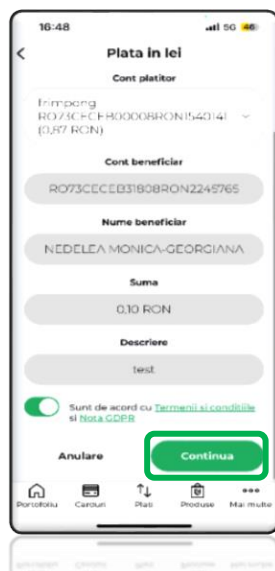 16:48
5G 46
Plata in lei
Cont platitor
frimpong
RO73CECEB00008RON1540141
(0,87 RON)
Cont beneficiar
RO73CECEB31808RON2245765
Nume beneficiar
NEDELEA MONICA-GEORGIANA
Suma
0,10 RON
Descriere
test
Sunt de acord cu Termenii si conditiile
si Nota GDPR
Anulare Continua
Portofoliu Carduri Plati Produse Mai multe